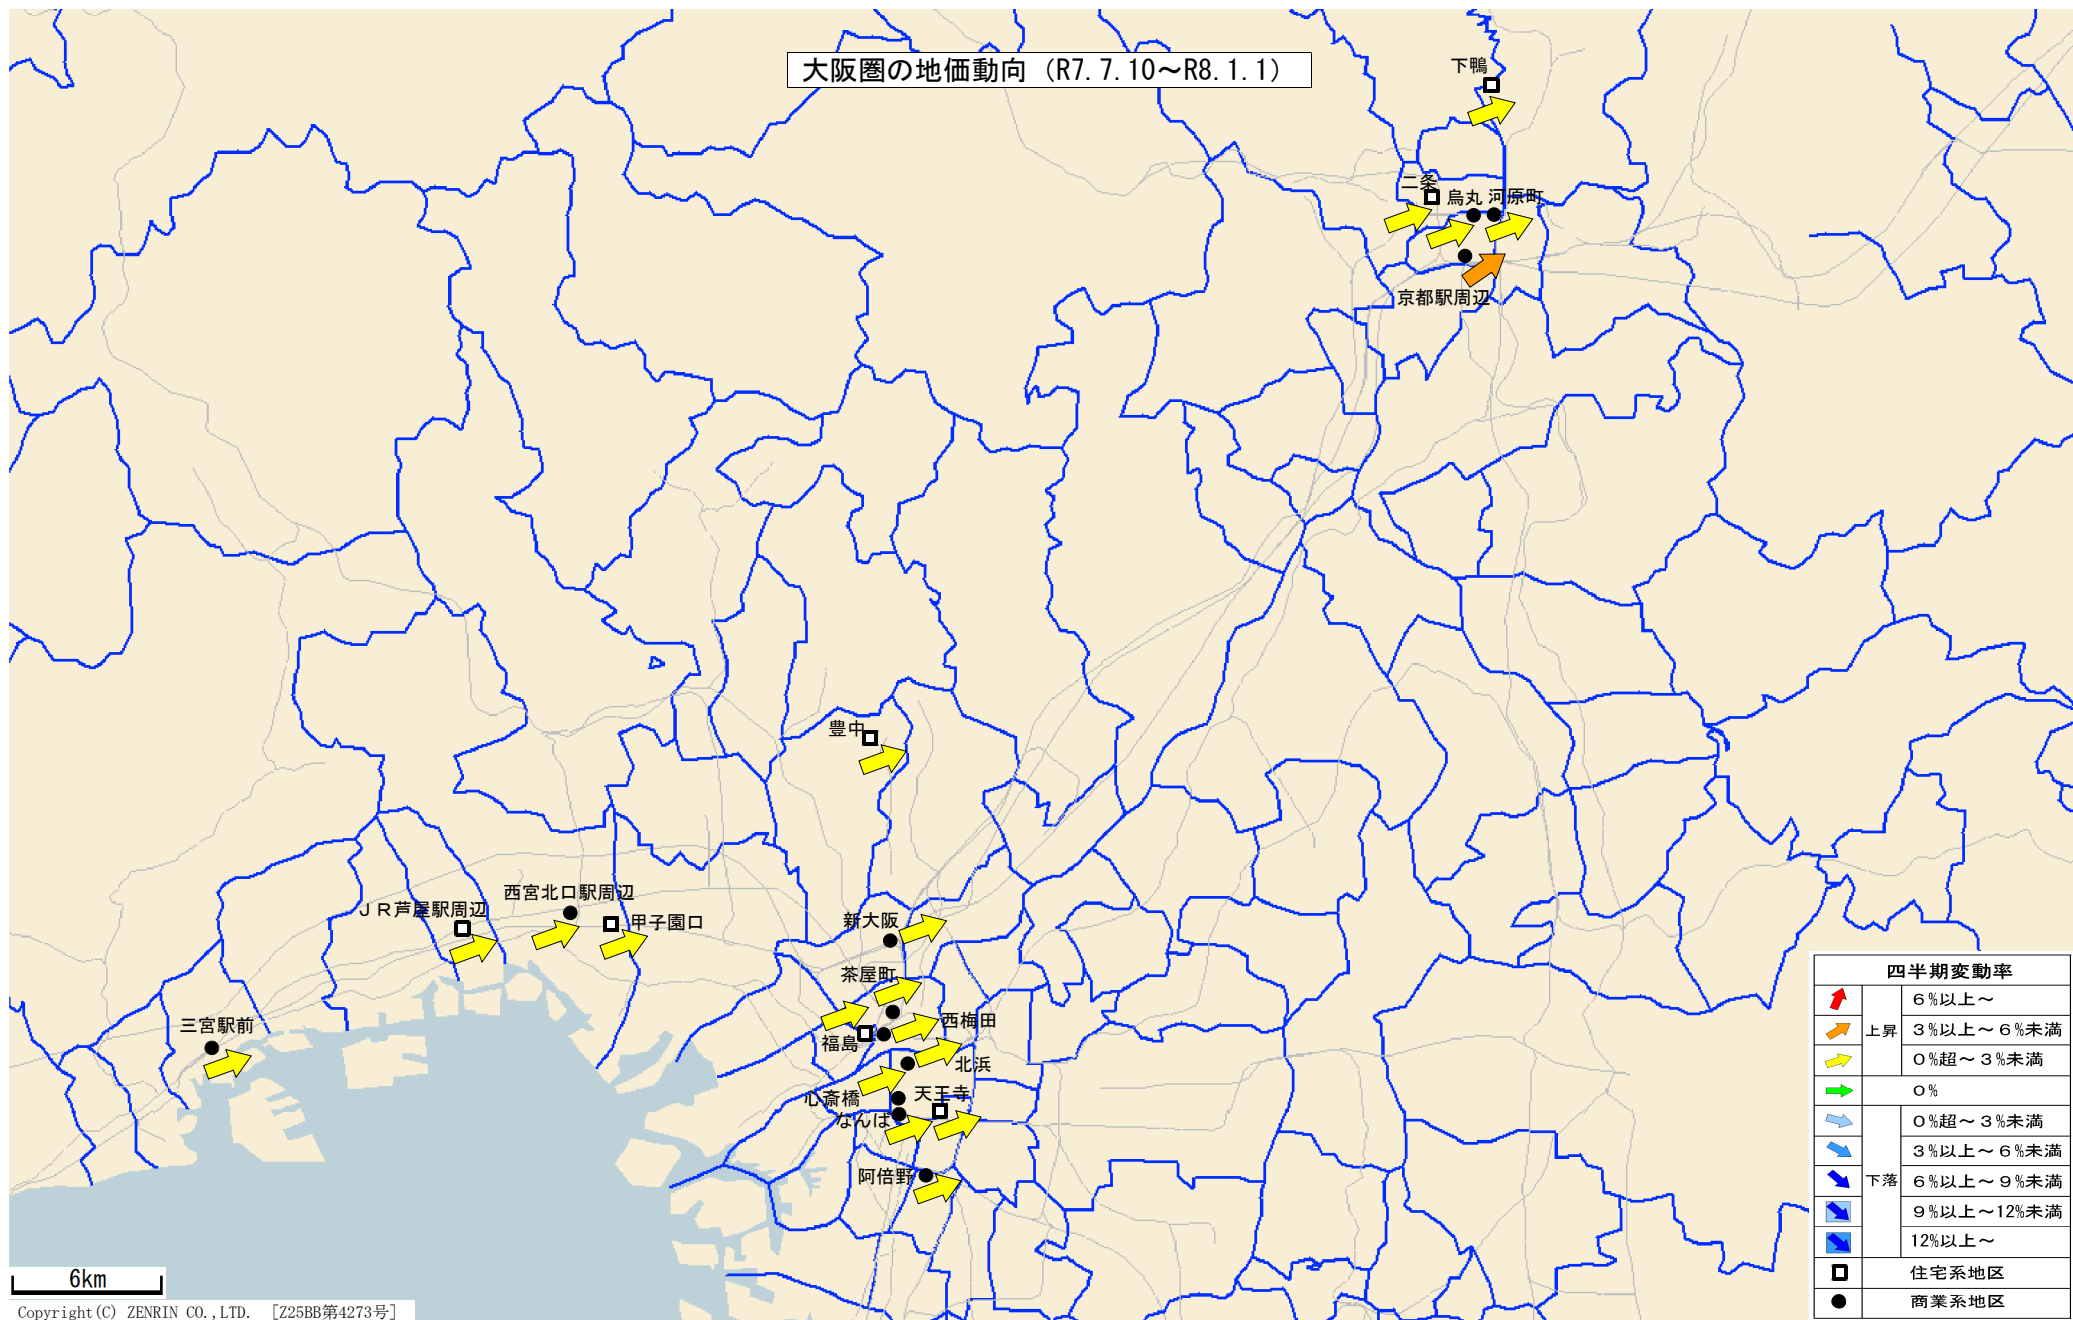 大阪圏の地価動向（R7.7.10～R8.1.1）
下鴨
二条
烏丸
河原町
京都駅周辺
豊中
西宮北口駅周辺
ＪＲ芦屋駅周辺
甲子園口
新大阪
茶屋町
三宮駅前
西梅田
福島
北浜
心斎橋
天王寺
なんば
阿倍野
四半期変動率
上昇
６%以上～
３%以上～６%未満
０%超～３%未満
０%
下落
０%超～３%未満
３%以上～６%未満
６%以上～９%未満
９%以上～12%未満
12%以上～
住宅系地区
商業系地区
6km
Copyright(C) ZENRIN CO.,LTD. ［Z25BB第4273号］